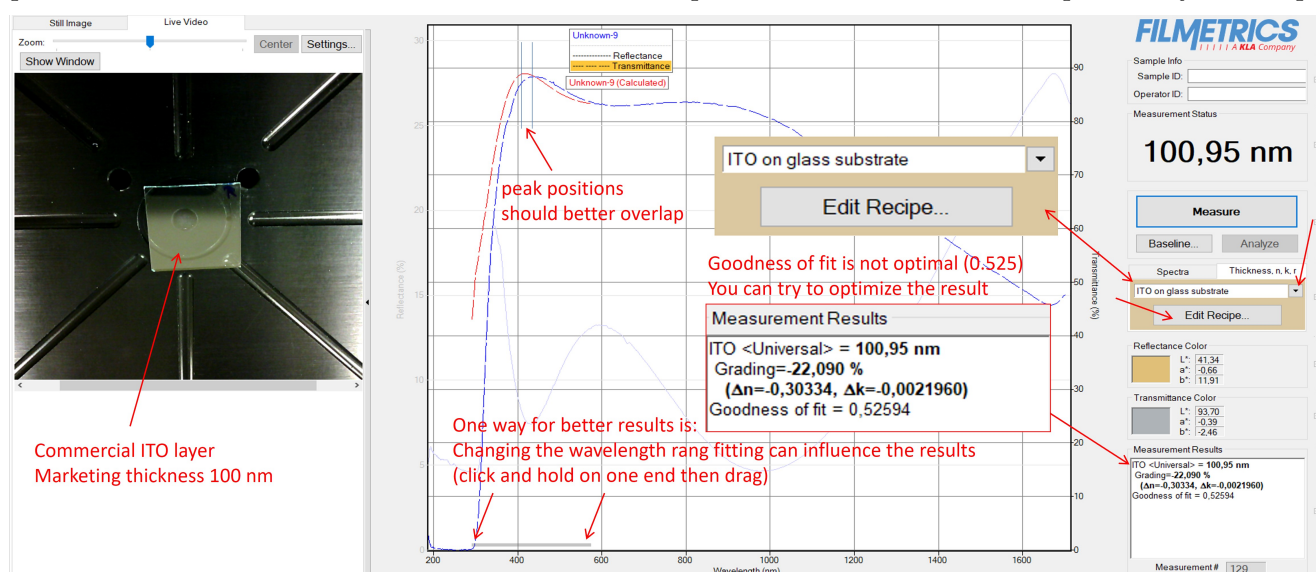 Still Image
Live Video
Zoom:
Center
Settings...
Show Window
Commercial ITO layer
Marketing thickness 100 nm
Unknown-9
Reflectance
Transmittance
Unknown-9 (Calculated)
peak positions
should better overlap
ITO on glass substrate
Edit Recipe...
Goodness of fit is not optimal (0.525)
You can try to optimize the result
Measurement Results
ITO <Universal> = 100,95 nm
Grading=-22,090 %
(Δn=-0,30334, Δk=-0,0021960)
Goodness of fit = 0,52594
One way for better results is:
Changing the wavelength rang fitting can influence the results
(click and hold on one end then drag)
30
25
20
15
10
5
0
Reflectance (%)
90
80
70
60
50
40
30
20
10
0
Transmittance (%)
200
400
600
800
1000
1200
1400
1600
Wavelength (nm)
FILMETRICS
A KLA Company
Sample Info
Sample ID:
Operator ID:
Measurement Status
100,95 nm
Measure
Baseline...
Analyze
Spectra
Thickness, n, k, r
ITO on glass substrate
Edit Recipe...
Reflectance Color
L*: 41,34
a*: -0,66
b*: 11,91
Transmittance Color
L*: 93,70
a*: -0,39
b*: -2,46
Measurement Results
ITO <Universal> = 100,95 nm
Grading=-22,090 %
(Δn=-0,30334, Δk=-0,0021960)
Goodness of fit = 0,52594
Measurement# 129